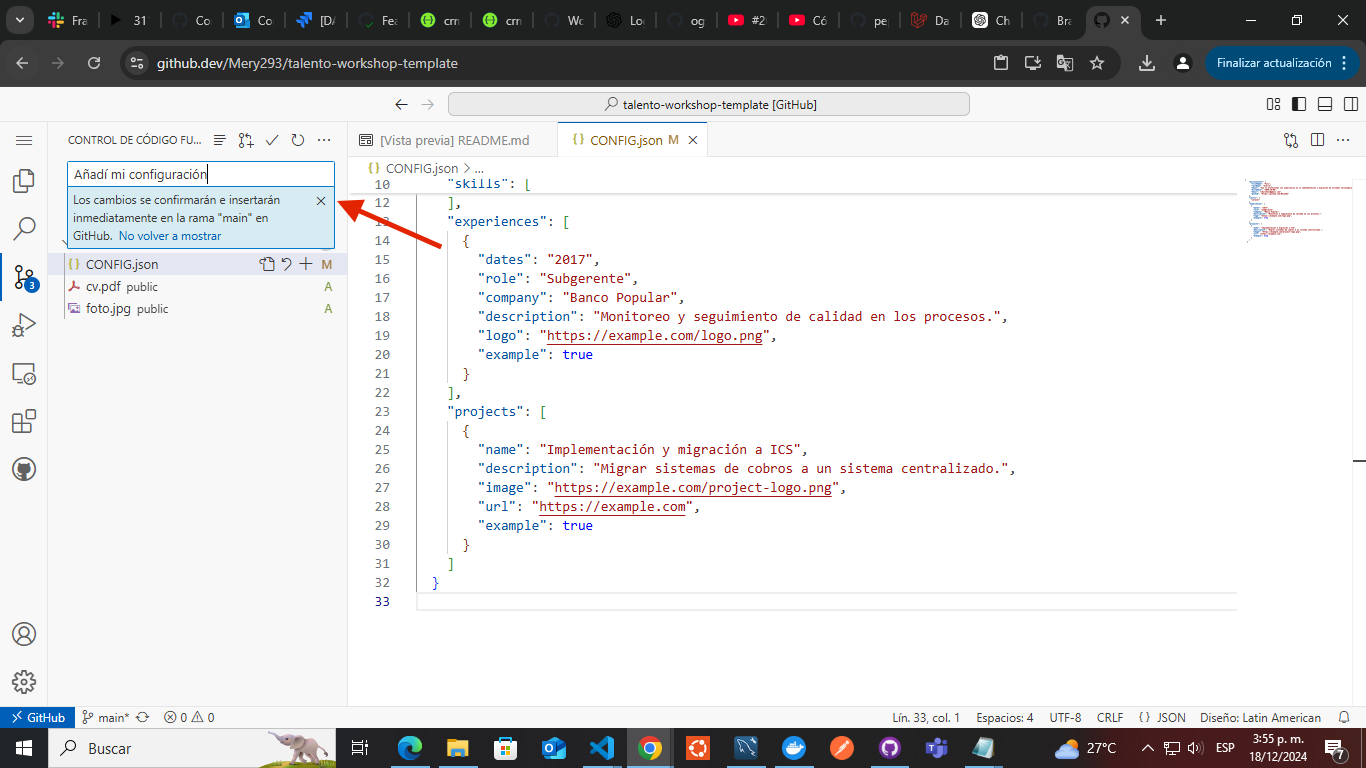 Fra
31
Co
Co
[D/
Fea
crn
crn
Wo
Log
og
#2
Có
pe
Da
Ch
Bra
github.dev/Mery293/talento-workshop-template
Finalizar actualización
talento-workshop-template [GitHub]
CONTROL DE CÓDIGO FU...
[Vista previa] README.md
CONFIG.json M
Añadí mi configuración
CONFIG.json > ...
Los cambios se confirmarán e insertarán
inmediatamente en la rama "main" en
GitHub. No volver a mostrar
CONFIG.json M
cv.pdf public A
foto.jpg public A
3
10 "skills": [
12 ],
13 "experiences": [
14 {
15 "dates": "2017",
16 "role": "Subgerente",
17 "company": "Banco Popular",
18 "description": "Monitoreo y seguimiento de calidad en los procesos.",
19 "logo": "https://example.com/logo.png",
20 "example": true
21 }
22 ],
23 "projects": [
24 {
25 "name": "Implementación y migración a ICS",
26 "description": "Migrar sistemas de cobros a un sistema centralizado.",
27 "image": "https://example.com/project-logo.png",
28 "url": "https://example.com",
29 "example": true
30 }
31 ]
32 }
33
GitHub
main*
0 0
Lín. 33, col. 1
Espacios: 4
UTF-8
CRLF
{ } JSON
Diseño: Latin American
Buscar
27°C
ESP
3:55 p. m.
18/12/2024
7